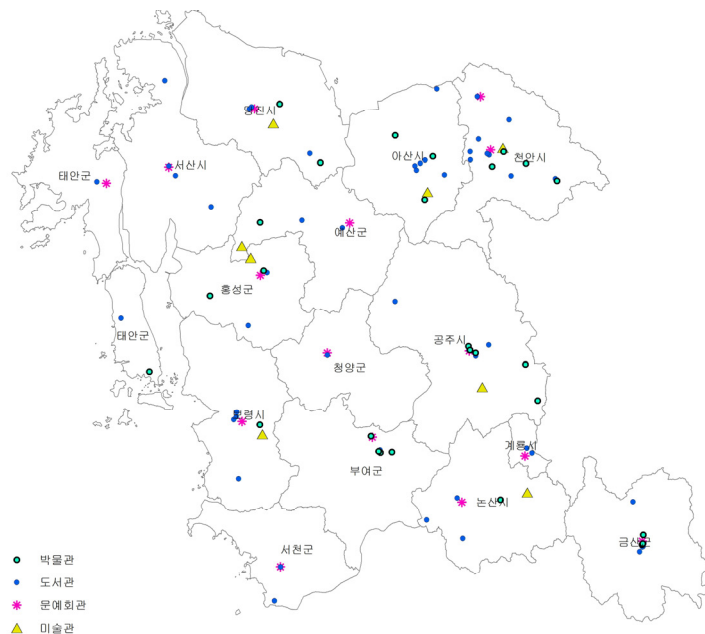 당진시
아산시
천안시
서산시
태안군
예산군
홍성군
태안군
공주시
청양군
보령시
계룡시
부여군
논산시
금산군
서천군
박물관
도서관
문예회관
미술관